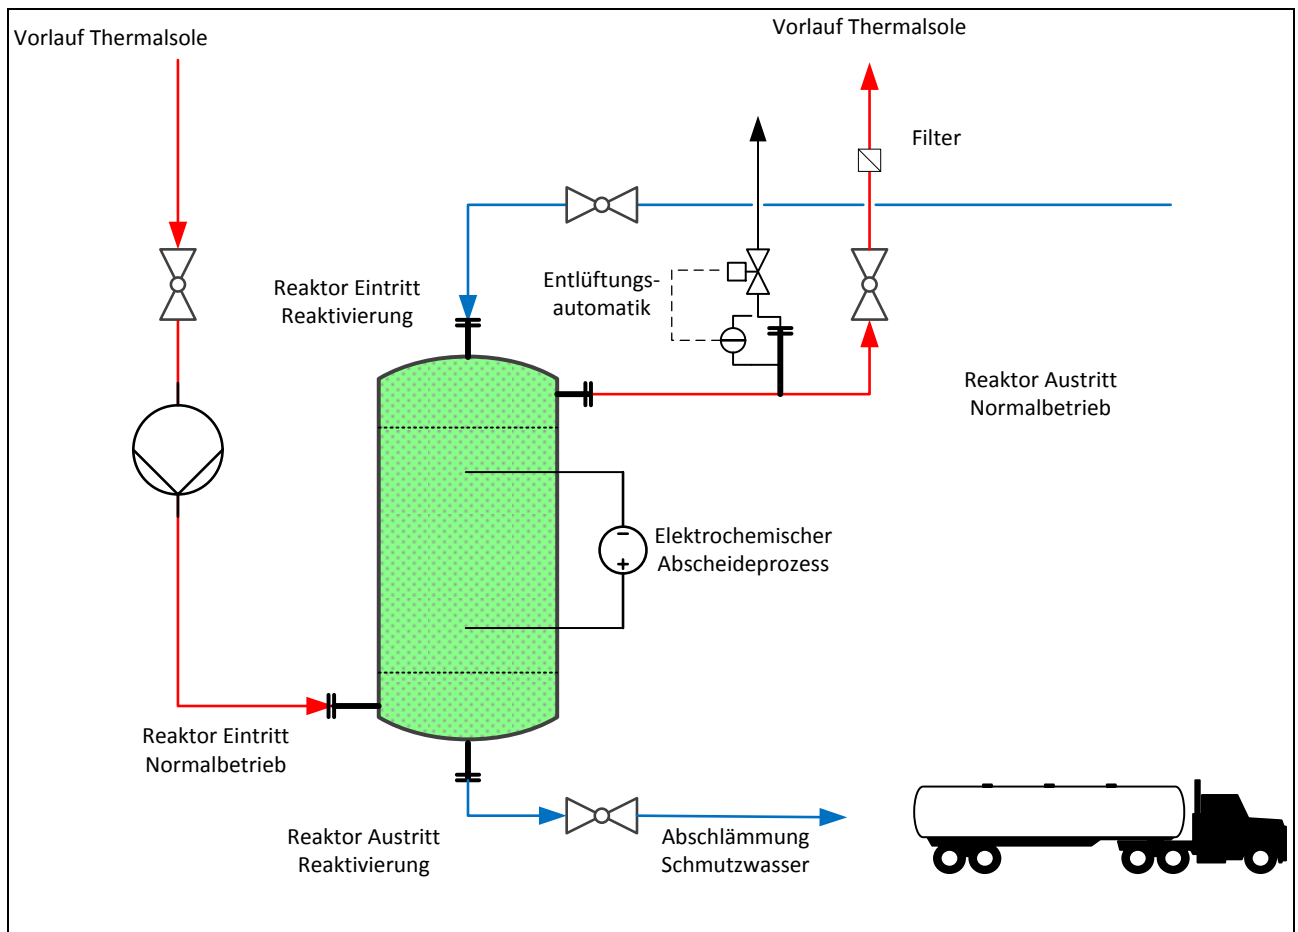 Vorlauf Thermalsole
Vorlauf Thermalsole
Filter
Reaktor Eintritt
Reaktivierung
Entlüftungs-
automatik
Reaktor Austritt
Normalbetrieb
Elektrochemischer
Abscheideprozess
−
+
Reaktor Eintritt
Normalbetrieb
Reaktor Austritt
Reaktivierung
Abschlämmung
Schmutzwasser